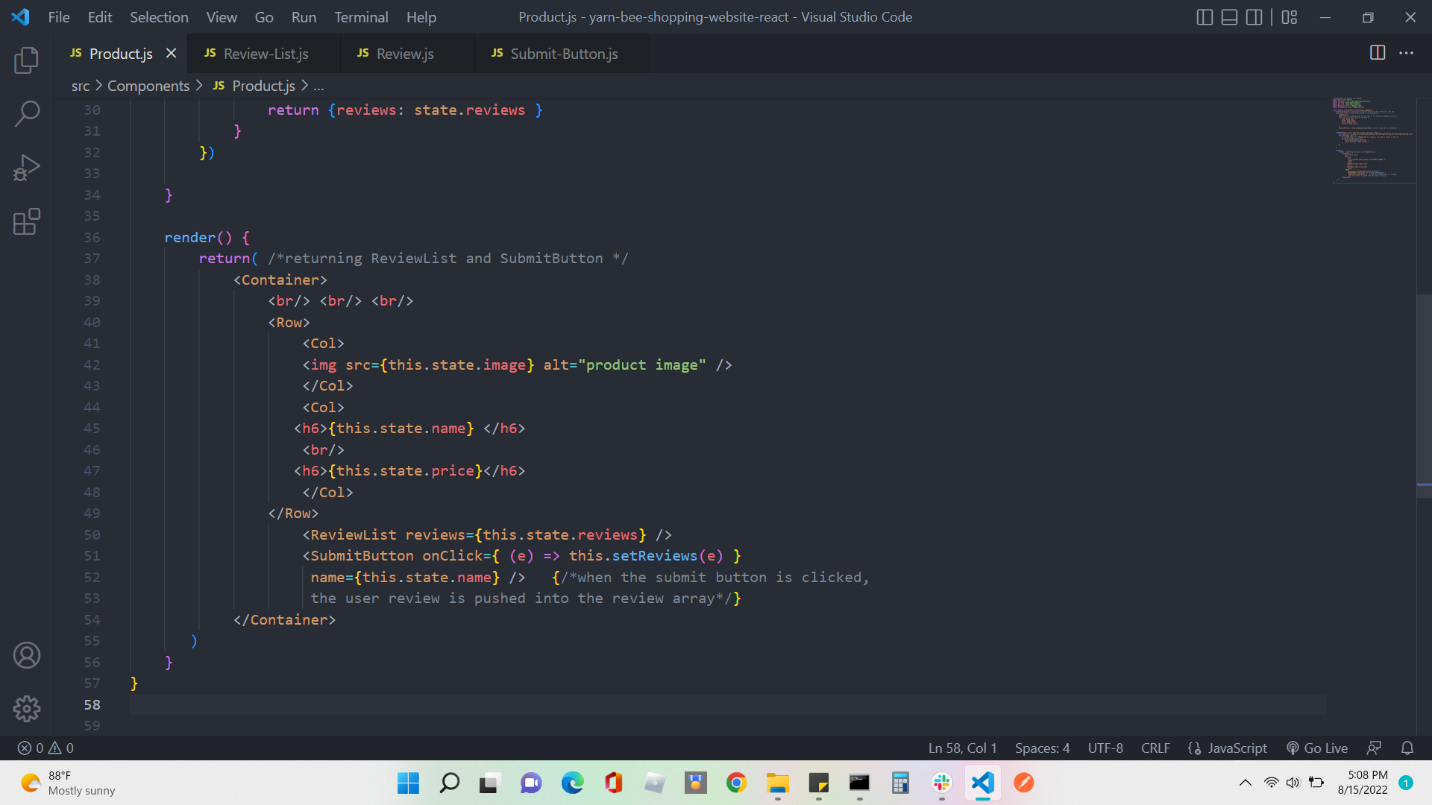 File Edit Selection View Go Run Terminal Help Product.js - yarn-bee-shopping-website-react - Visual Studio Code
JS Product.js JS Review-List.js JS Review.js JS Submit-Button.js
src > Components > JS Product.js > ...
30 return {reviews: state.reviews }
31 }
32 })
33
34 }
35
36 render() {
37 return( /*returning ReviewList and SubmitButton */
38 <Container>
39 <br/> <br/> <br/>
40 <Row>
41 <Col>
42 <img src={this.state.image} alt="product image" />
43 </Col>
44 <Col>
45 <h6>{this.state.name} </h6>
46 <br/>
47 <h6>{this.state.price}</h6>
48 </Col>
49 </Row>
50 <ReviewList reviews={this.state.reviews} />
51 <SubmitButton onClick={ (e) => this.setReviews(e) }
52 name={this.state.name} /> {/*when the submit button is clicked,
53 the user review is pushed into the review array*/}
54 </Container>
55 )
56 }
57 }
58
59
0 0 Ln 58, Col 1 Spaces: 4 UTF-8 CRLF JavaScript Go Live
88°F
Mostly sunny
5:08 PM
8/15/2022
1